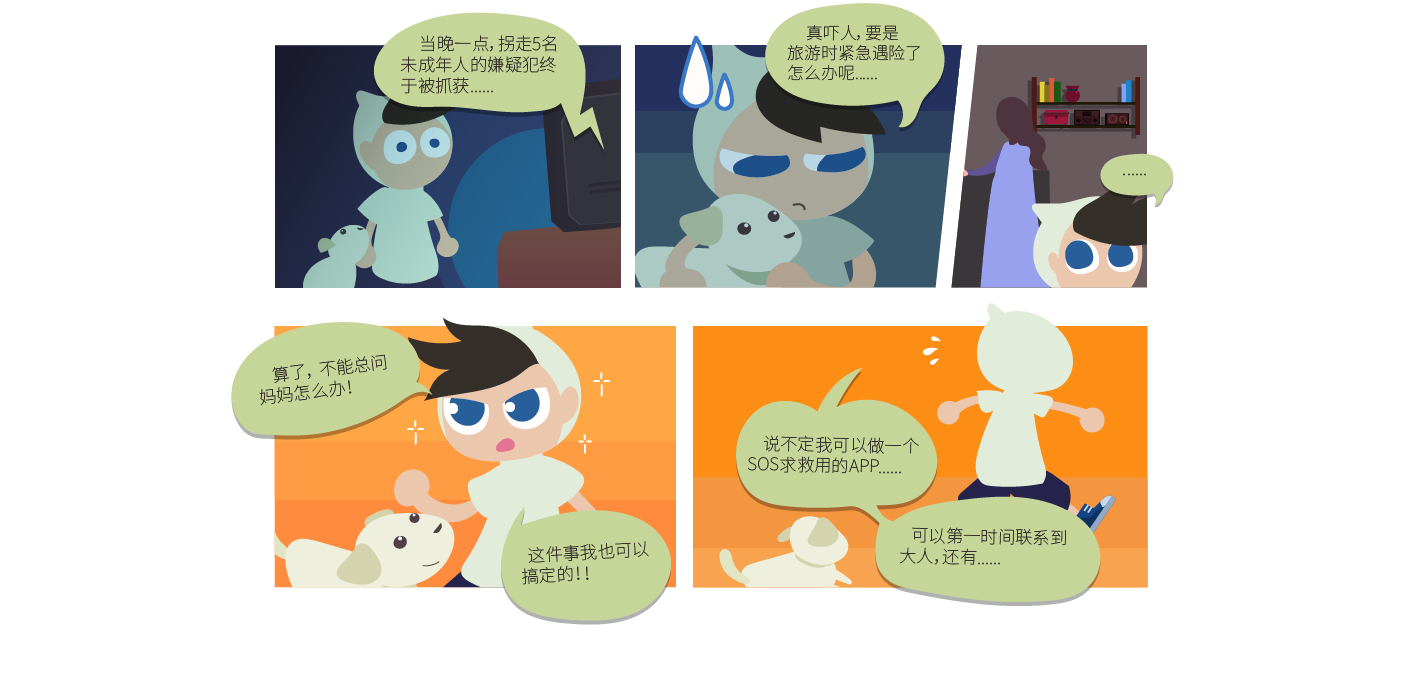 当晚一点，拐走5名
未成年人的嫌疑犯终
于被抓获……
真吓人，要是
旅游时紧急遇险了
怎么办呢……
……
算了，不能总问
妈妈怎么办！
这件事我也可以
搞定的！！
说不定我可以做一个
SOS求救用的APP……
可以第一时间联系到
大人，还有……